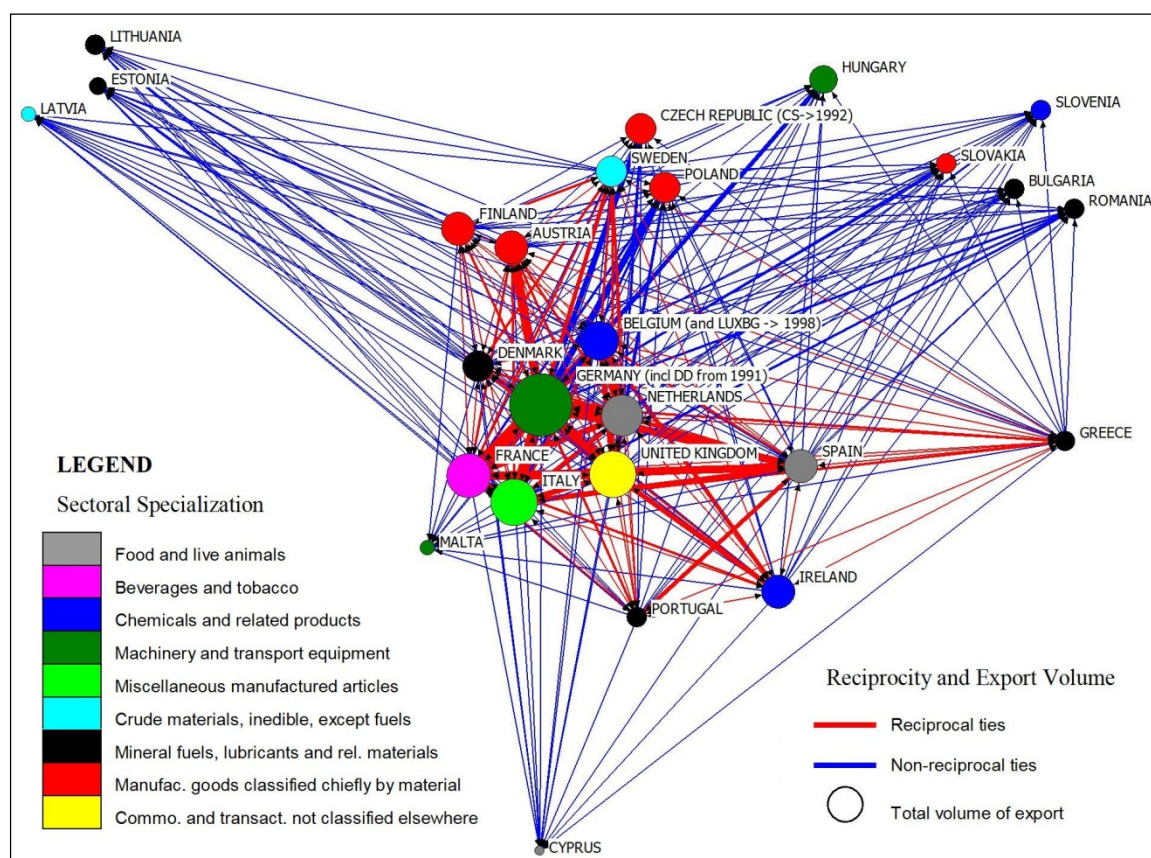 LITHUANIA
ESTONIA
LATVIA
HUNGARY
SLOVENIA
CZECH REPUBLIC (CS->1992)
SWEDEN
SLOVAKIA
POLAND
BULGARIA
ROMANIA
FINLAND
AUSTRIA
BELGIUM (and LUXBG -> 1998)
DENMARK
GERMANY (incl DD from 1991)
NETHERLANDS
GREECE
FRANCE
UNITED KINGDOM
SPAIN
ITALY
MALTA
IRELAND
PORTUGAL
CYPRUS
LEGEND
Sectoral Specialization
Food and live animals
Beverages and tobacco
Chemicals and related products
Machinery and transport equipment
Miscellaneous manufactured articles
Crude materials, inedible, except fuels
Mineral fuels, lubricants and rel. materials
Manufac. goods classified chiefly by material
Commo. and transact. not classified elsewhere
Reciprocity and Export Volume
Reciprocal ties
Non-reciprocal ties
Total volume of export